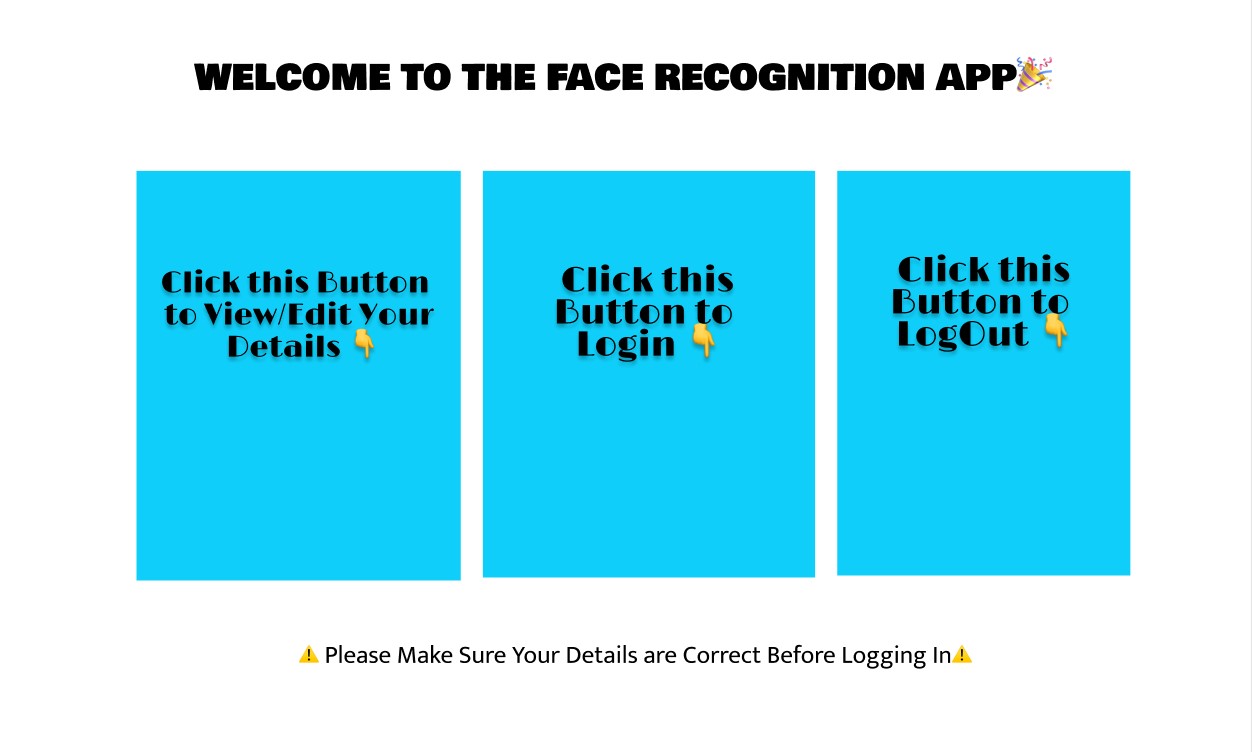 WELCOME TO THE FACE RECOGNITION APP🎉
Click this Button
to View/Edit Your
Details 👇
Click this
Button to
Login 👇
Click this
Button to
LogOut 👇
⚠️ Please Make Sure Your Details are Correct Before Logging In⚠️